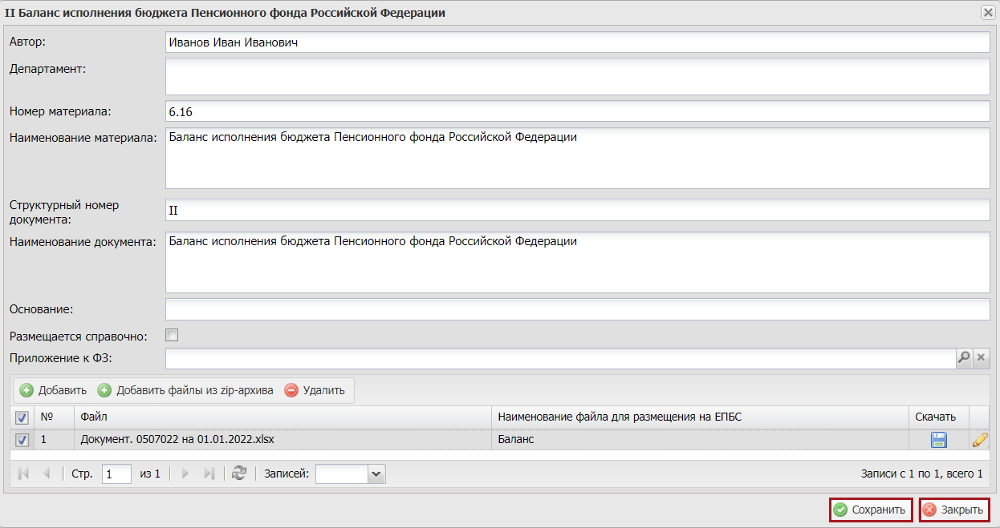 II Баланс исполнения бюджета Пенсионного фонда Российской Федерации
Автор: Иванов Иван Иванович
Департамент:
Номер материала: 6.16
Наименование материала: Баланс исполнения бюджета Пенсионного фонда Российской Федерации
Структурный номер
документа: II
Наименование документа: Баланс исполнения бюджета Пенсионного фонда Российской Федерации
Основание:
Размещается справочно:
Приложение к ФЗ:
Добавить Добавить файлы из zip-архива Удалить
№ Файл Наименование файла для размещения на ЕПБС Скачать
1 Документ. 0507022 на 01.01.2022.xlsx Баланс
Стр. 1 из 1 Записей: Записи с 1 по 1, всего 1
Сохранить Закрыть